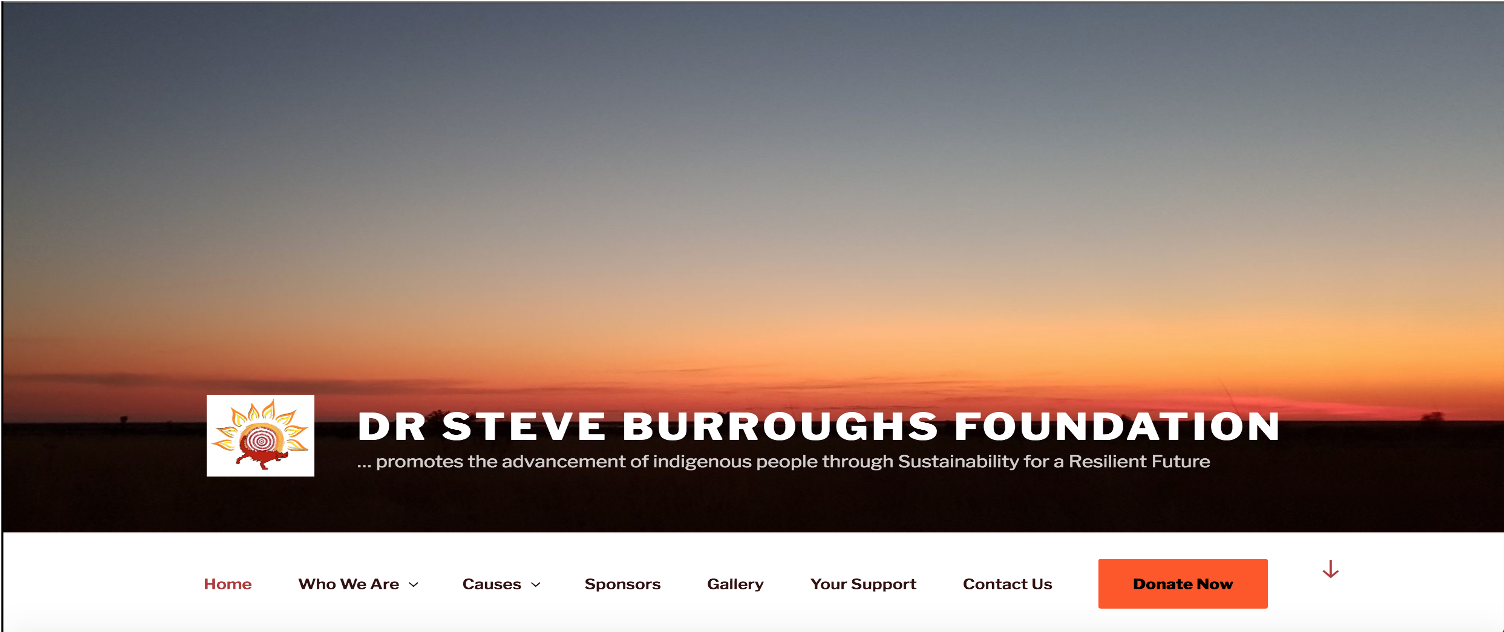 DR STEVE BURROUGHS FOUNDATION
... promotes the advancement of indigenous people through Sustainability for a Resilient Future
Home Who We Are Causes Sponsors Gallery Your Support Contact Us Donate Now